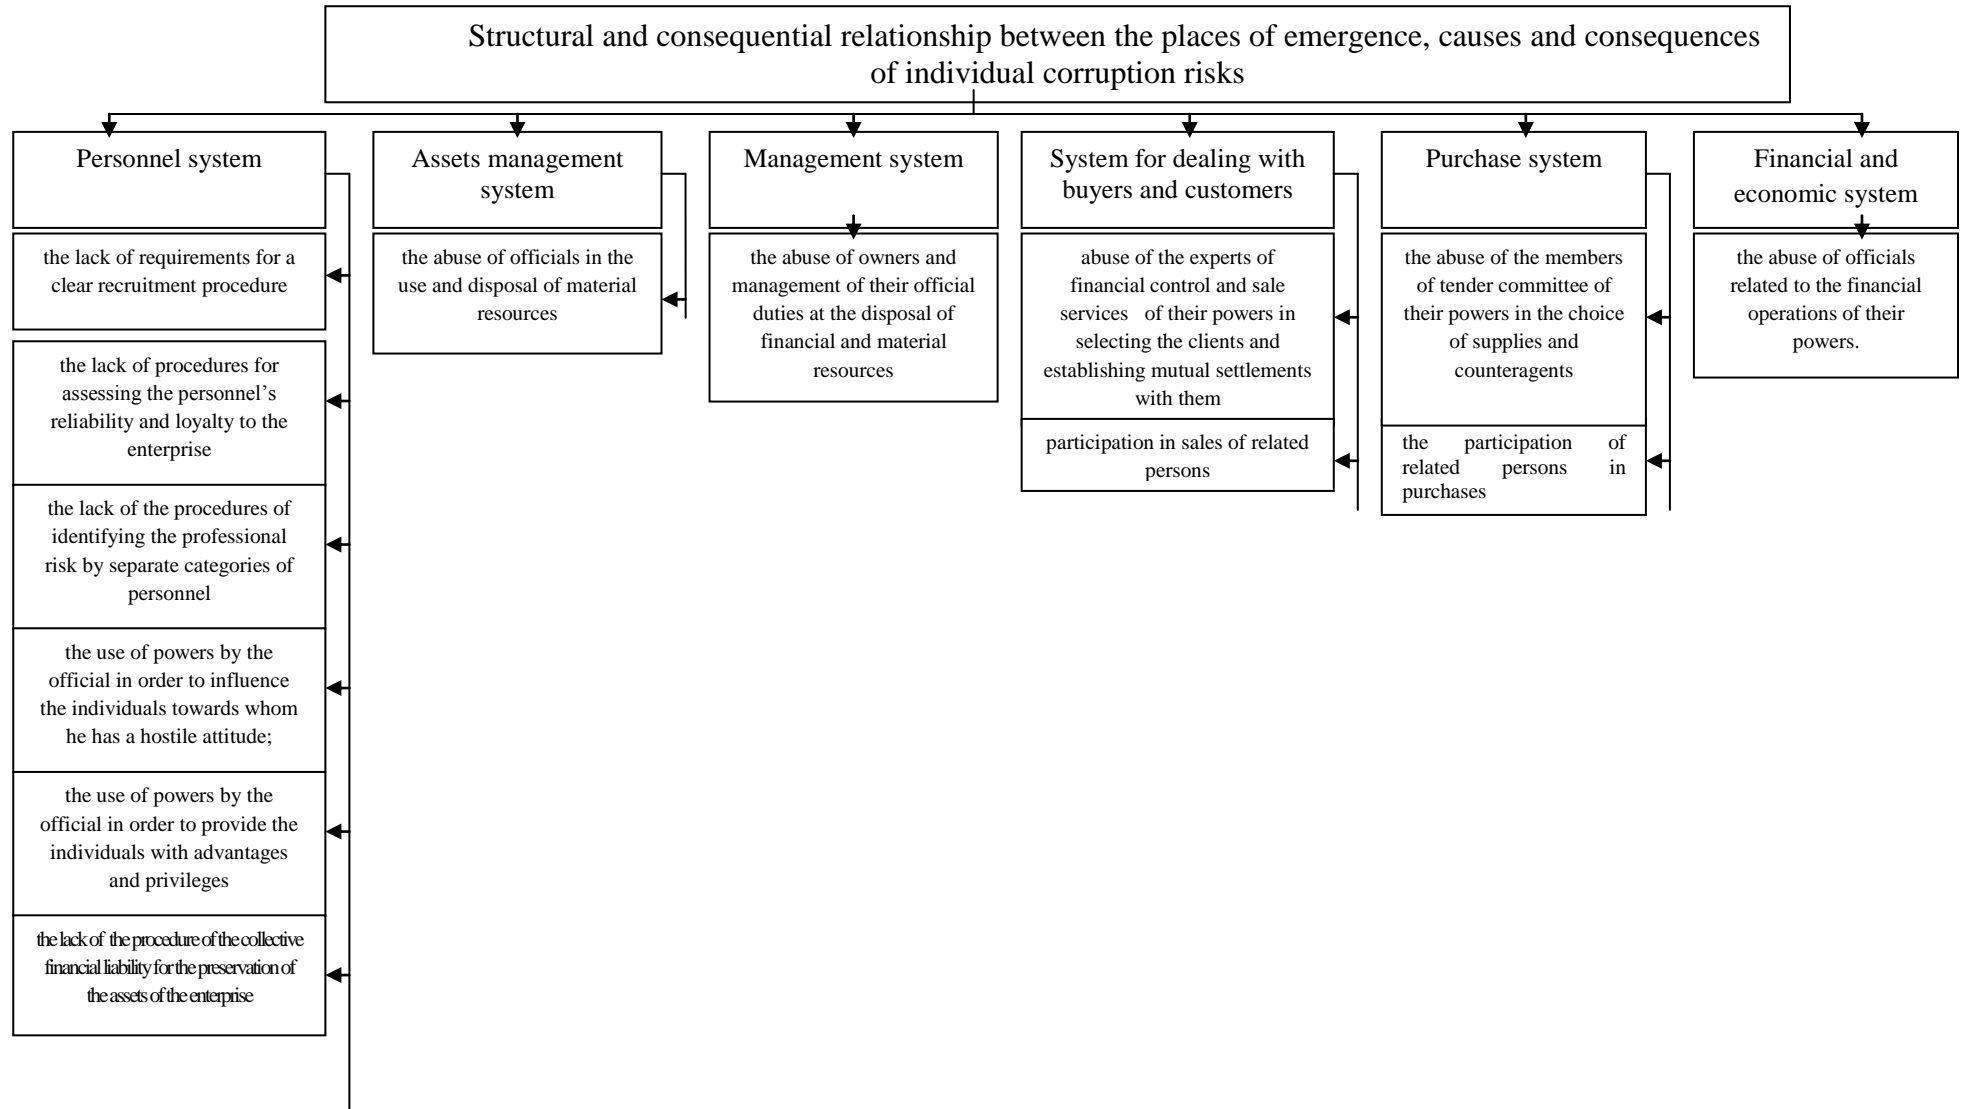 Structural and consequential relationship between the places of emergence, causes and consequences
of individual corruption risks
Personnel system
the lack of requirements for a
clear recruitment procedure
the lack of procedures for
assessing the personnel’s
reliability and loyalty to the
enterprise
the lack of the procedures of
identifying the professional
risk by separate categories of
personnel
the use of powers by the
official in order to influence
the individuals towards whom
he has a hostile attitude;
the use of powers by the
official in order to provide the
individuals with advantages
and privileges
the lack of the procedure of the collective
financial liability for the preservation of
the assets of the enterprise
Assets management
system
the abuse of officials in the
use and disposal of material
resources
Management system
the abuse of owners and
management of their official
duties at the disposal of
financial and material
resources
System for dealing with
buyers and customers
abuse of the experts of
financial control and sale
services of their powers in
selecting the clients and
establishing mutual settlements
with them
participation in sales of related
persons
Purchase system
the abuse of the members
of tender committee of
their powers in the choice
of supplies and
counteragents
the participation of
related persons in
purchases
Financial and
economic system
the abuse of officials
related to the financial
operations of their
powers.